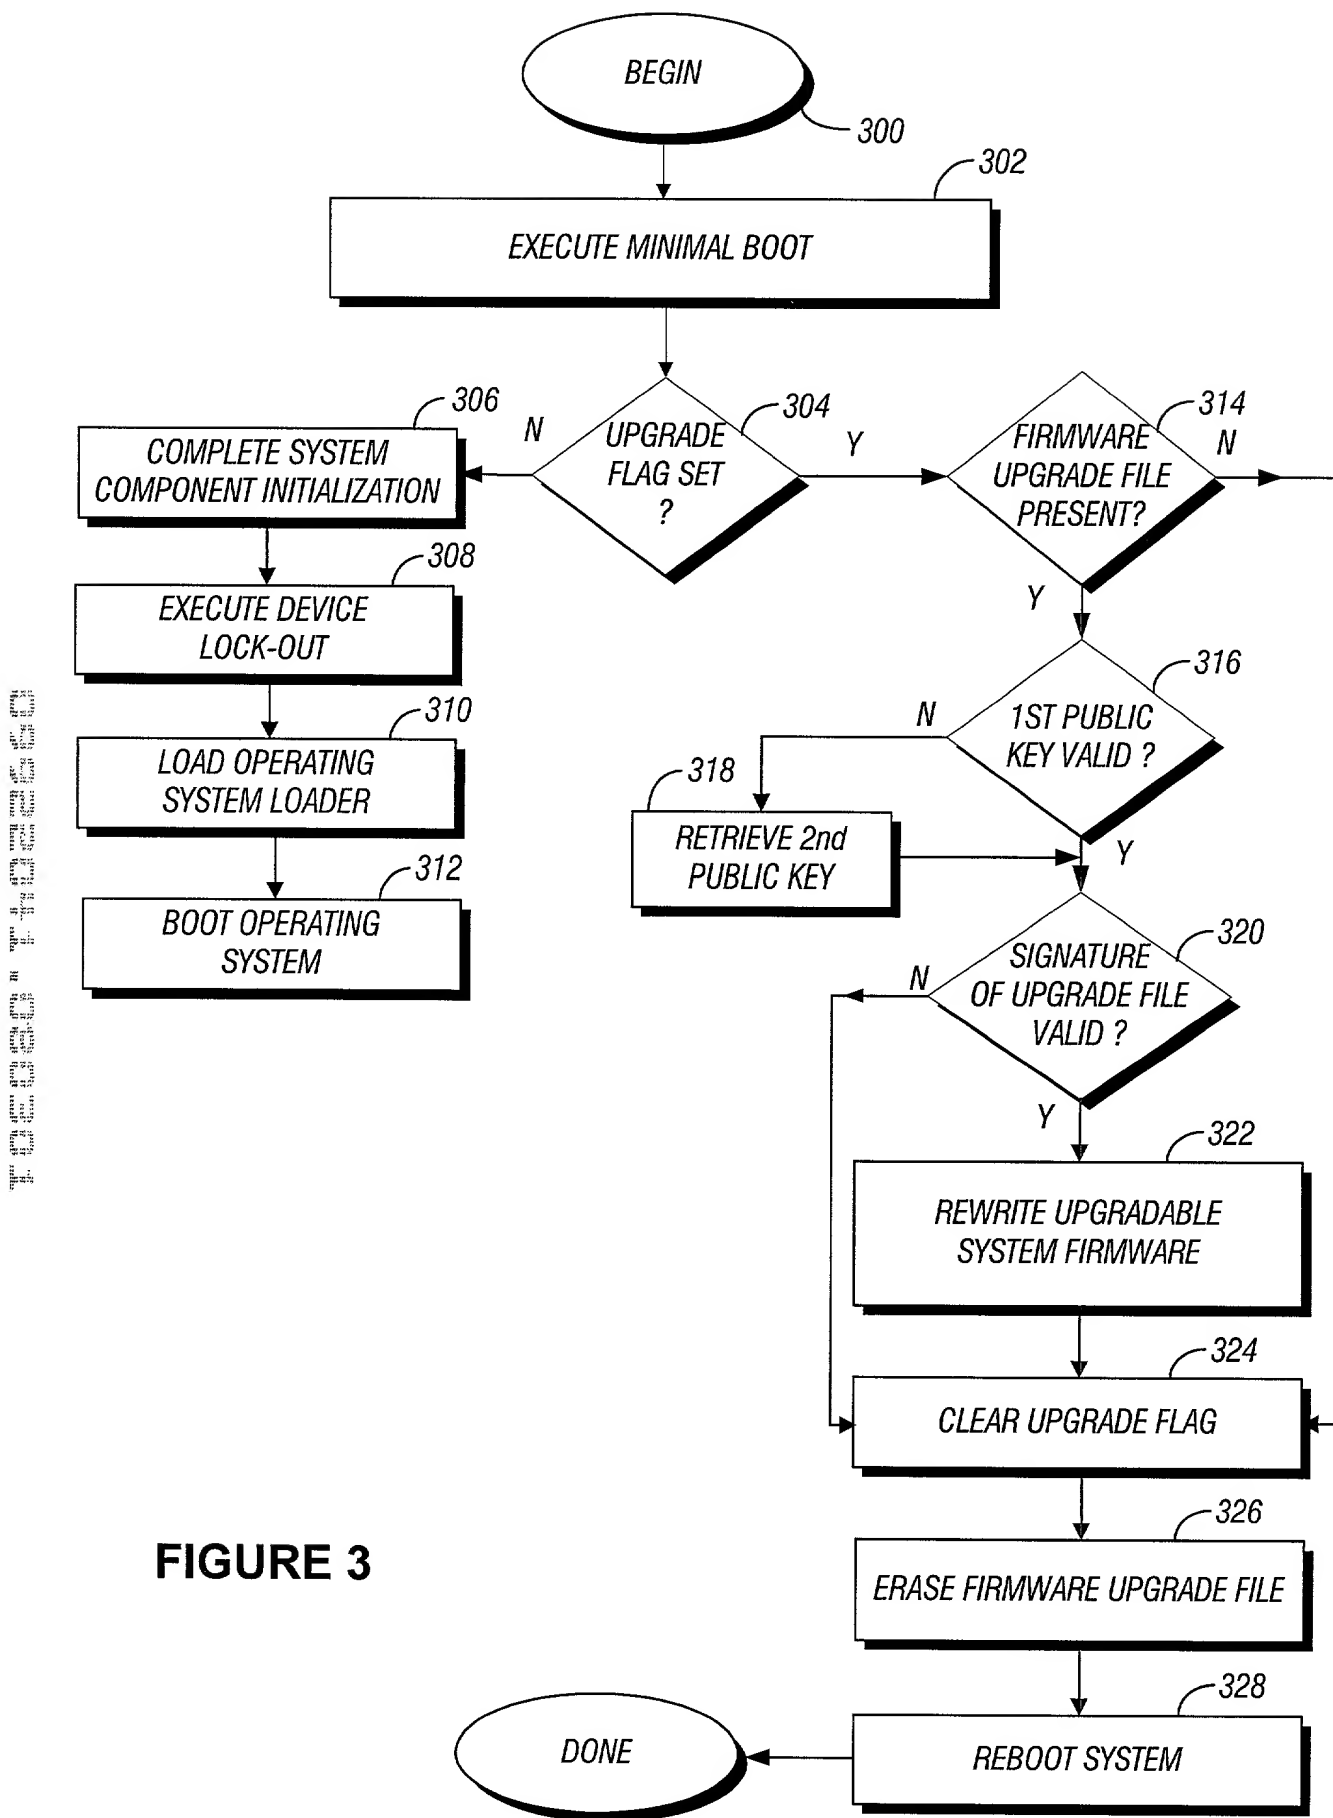 BEGIN
300
302
EXECUTE MINIMAL BOOT
306
COMPLETE SYSTEM
COMPONENT INITIALIZATION
N
304
UPGRADE
FLAG SET
?
Y
314
FIRMWARE
UPGRADE FILE
PRESENT?
N
Y
308
EXECUTE DEVICE
LOCK-OUT
316
1ST PUBLIC
KEY VALID ?
N
Y
310
LOAD OPERATING
SYSTEM LOADER
318
RETRIEVE 2nd
PUBLIC KEY
312
BOOT OPERATING
SYSTEM
320
SIGNATURE
OF UPGRADE FILE
VALID ?
N
Y
322
REWRITE UPGRADABLE
SYSTEM FIRMWARE
324
CLEAR UPGRADE FLAG
326
ERASE FIRMWARE UPGRADE FILE
328
REBOOT SYSTEM
DONE
FIGURE 3